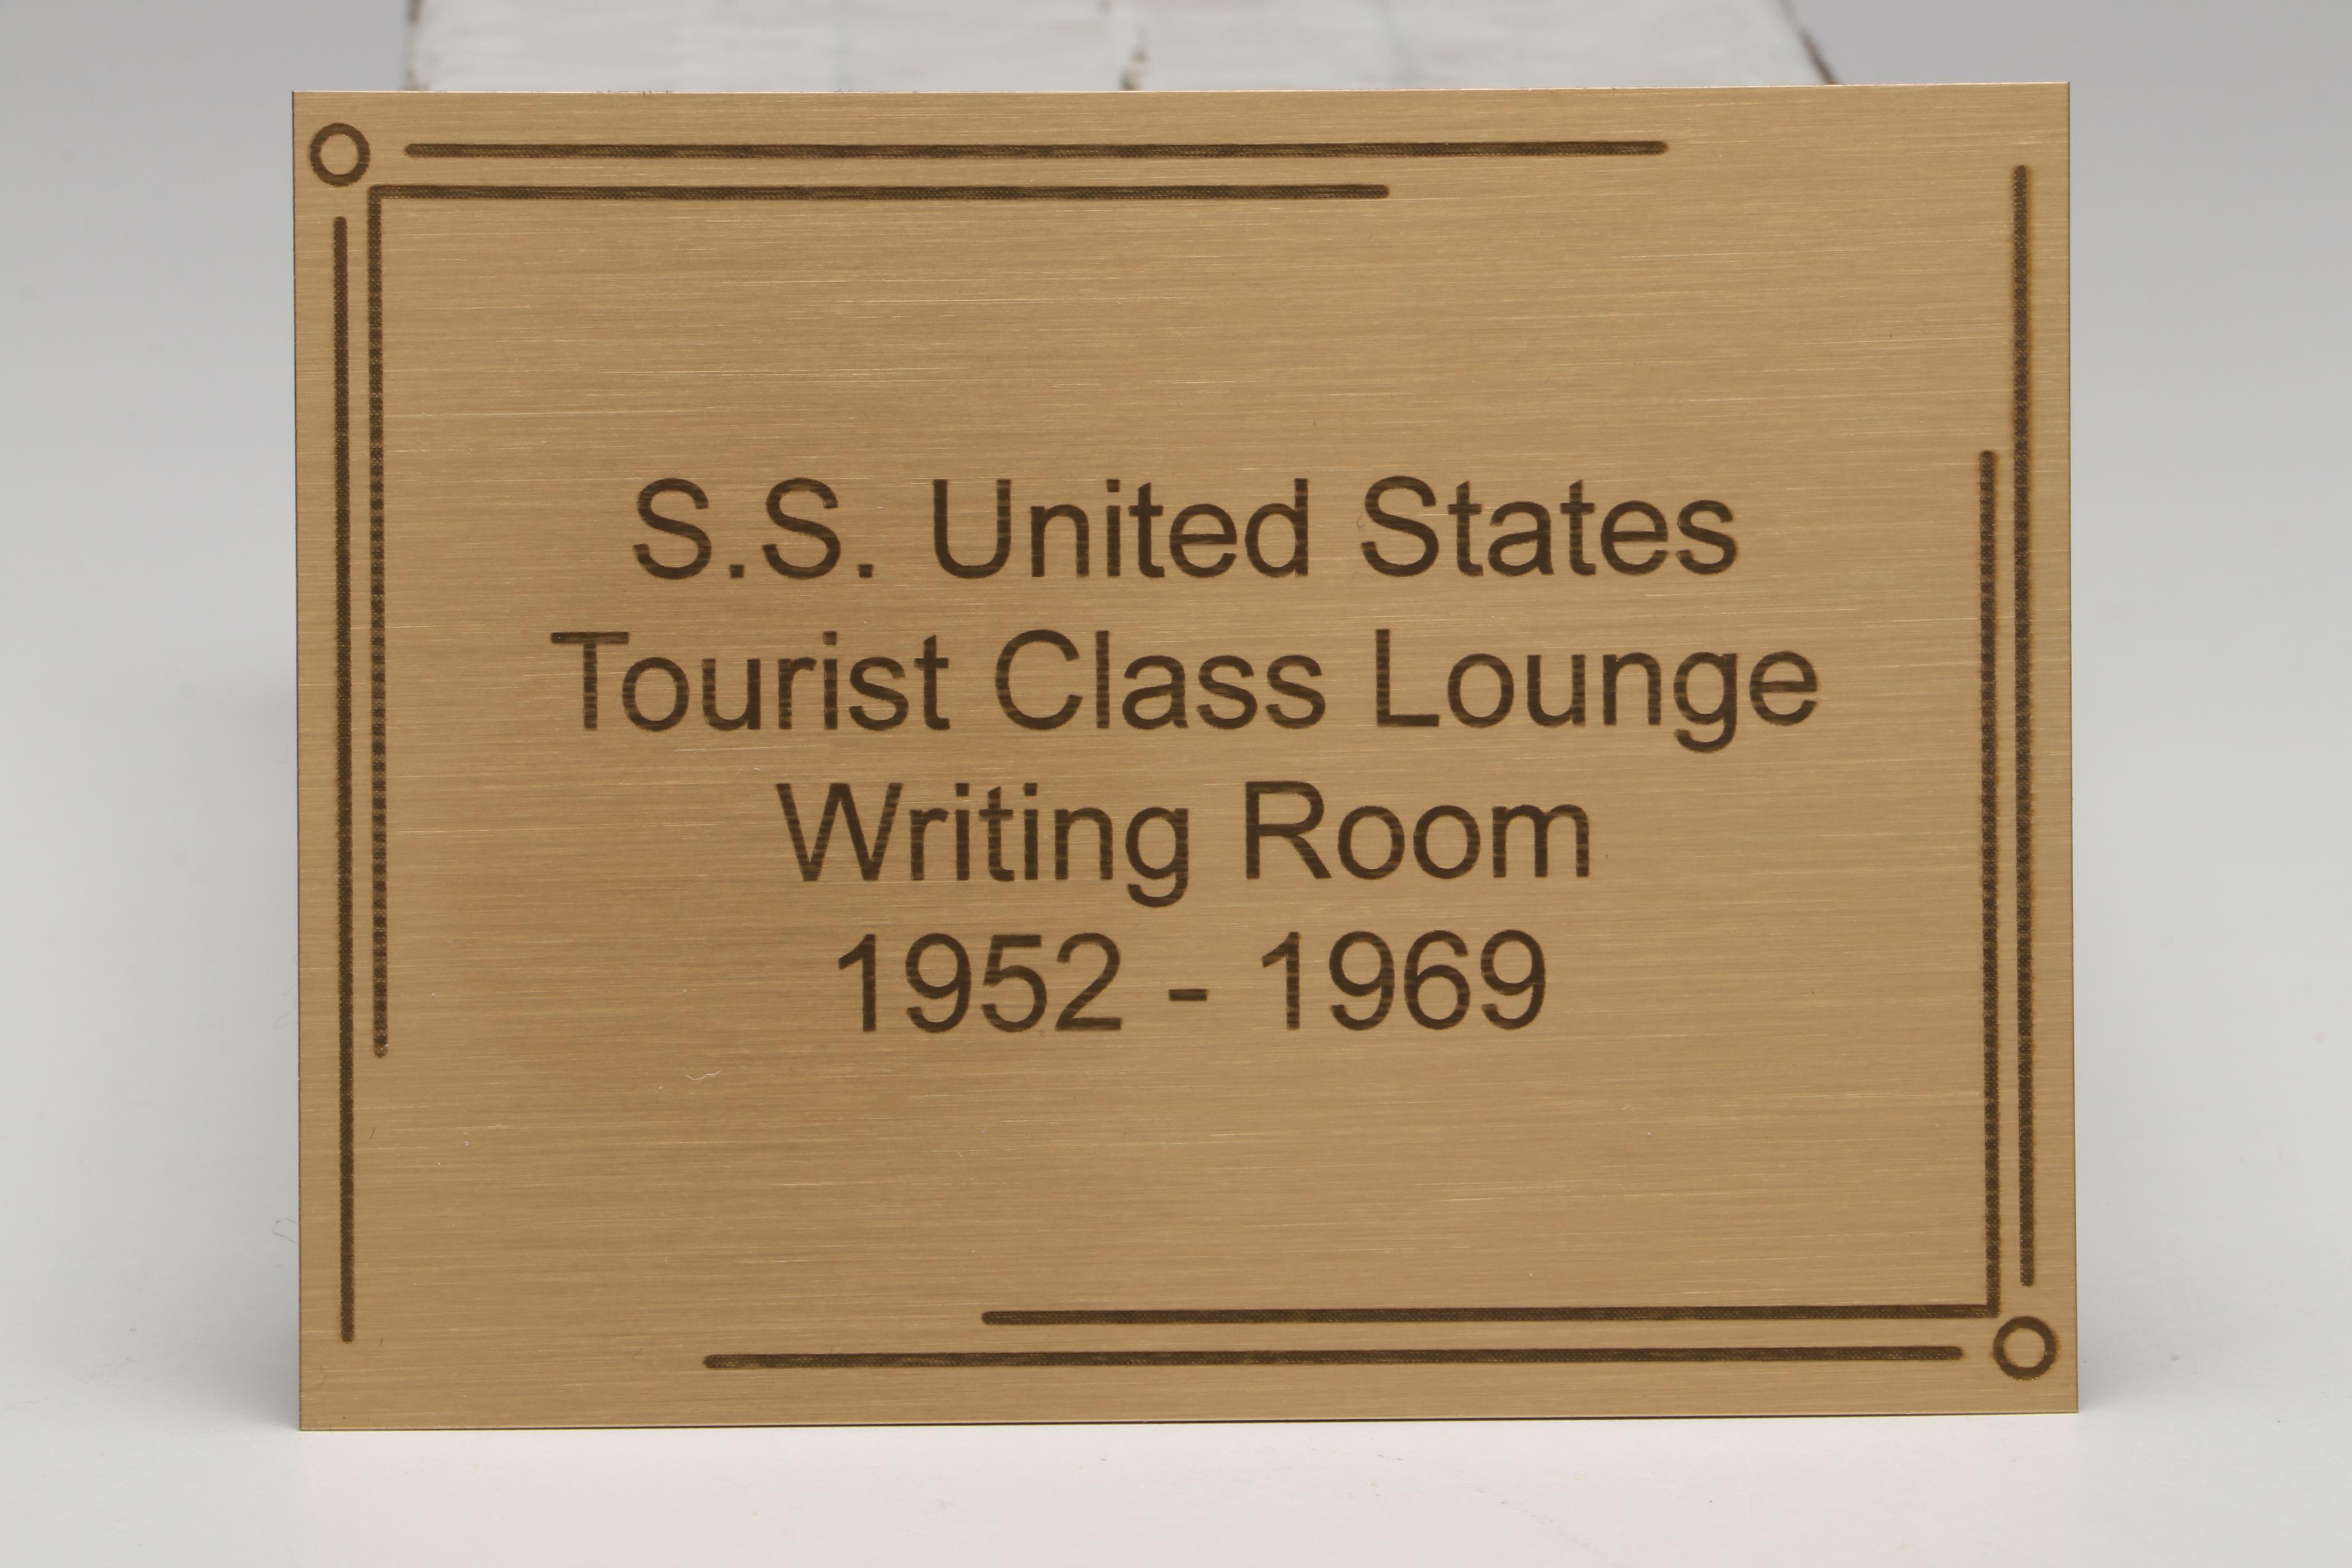 S.S. United States
Tourist Class Lounge
Writing Room
1952 - 1969